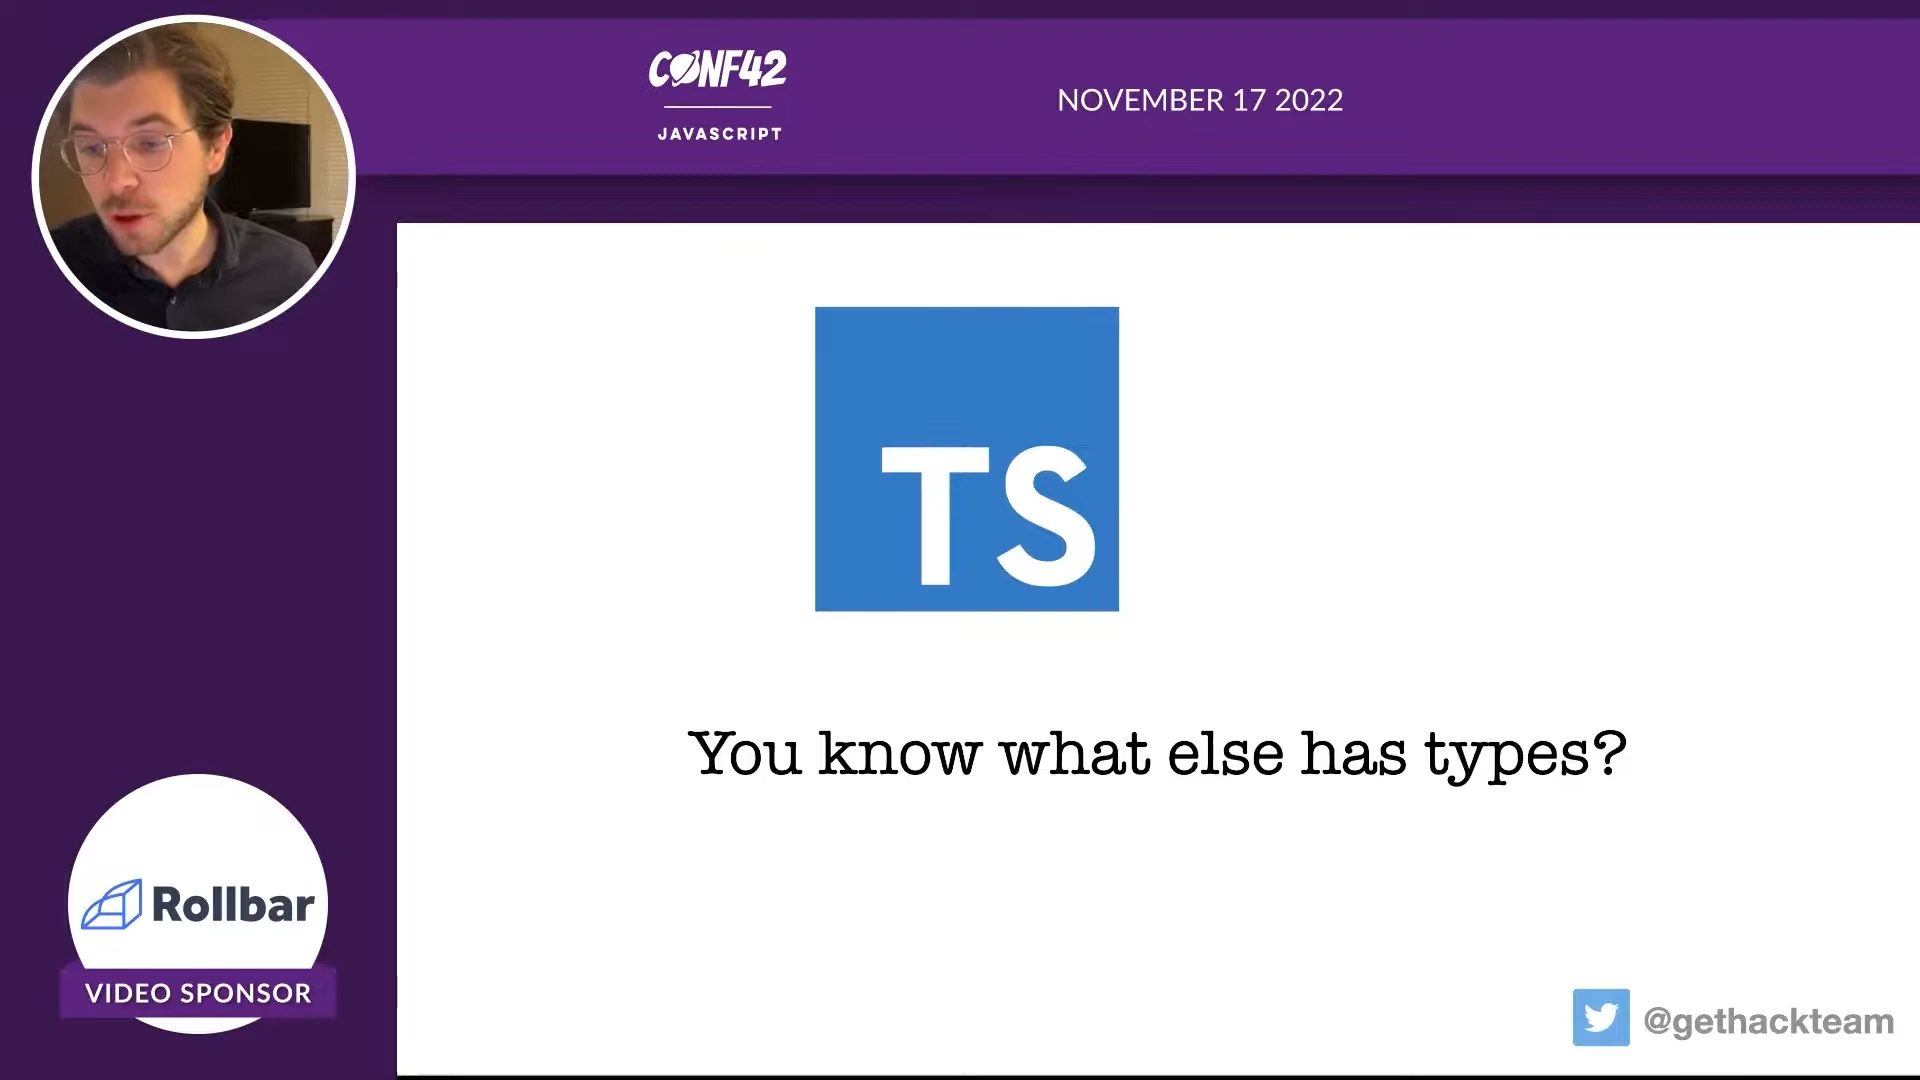 CONF42
JAVASCRIPT
NOVEMBER 17 2022
TS
You know what else has types?
Rollbar
VIDEO SPONSOR
@gethackteam